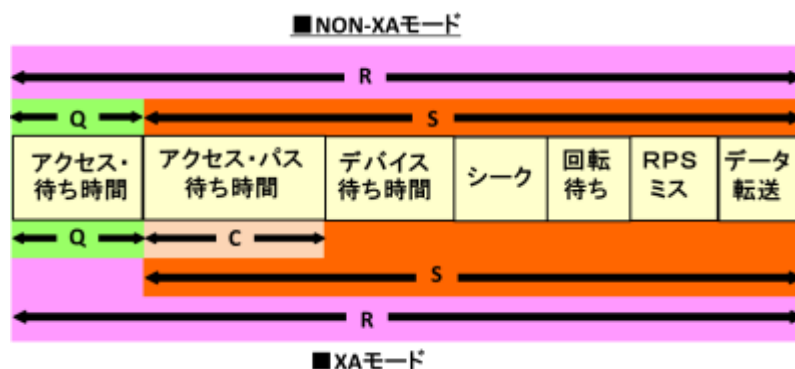 ■NON-XAモード
R
Q S
アクセス・ アクセス・パス デバイス シーク 回転 RPS データ
待ち時間 待ち時間 待ち時間 待ち ミス 転送
Q C
S
R
■XAモード